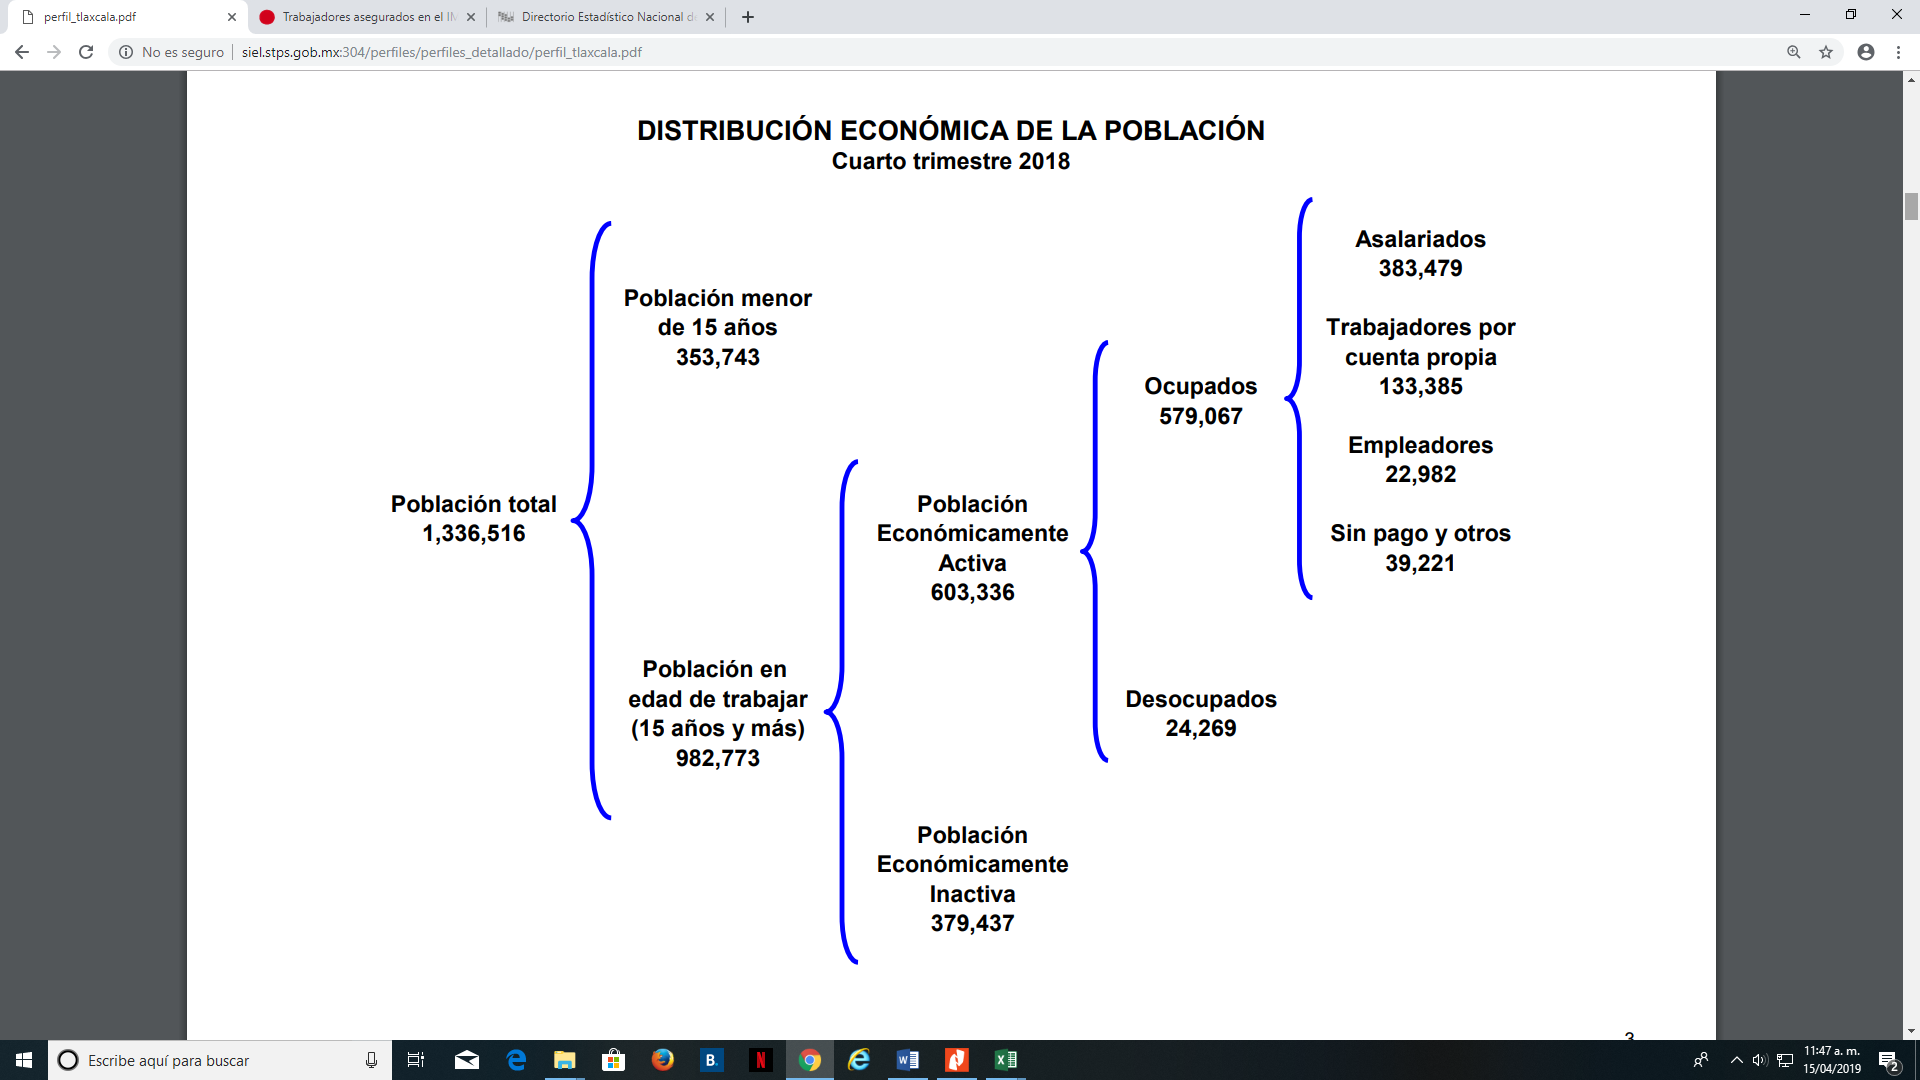 perfil_tlaxcala.pdf
Trabajadores asegurados en el IM
Directorio Estadístico Nacional d
No es seguro
siel.stps.gob.mx:304/perfiles/perfiles_detallado/perfil_tlaxcala.pdf
DISTRIBUCIÓN ECONÓMICA DE LA POBLACIÓN
Cuarto trimestre 2018
Población total
1,336,516
Población menor
de 15 años
353,743
Población en
edad de trabajar
(15 años y más)
982,773
Población
Económicamente
Activa
603,336
Población
Económicamente
Inactiva
379,437
Ocupados
579,067
Desocupados
24,269
Asalariados
383,479
Trabajadores por
cuenta propia
133,385
Empleadores
22,982
Sin pago y otros
39,221
3
Escribe aquí para buscar
B.
N
11:47 a. m.
15/04/2019
2